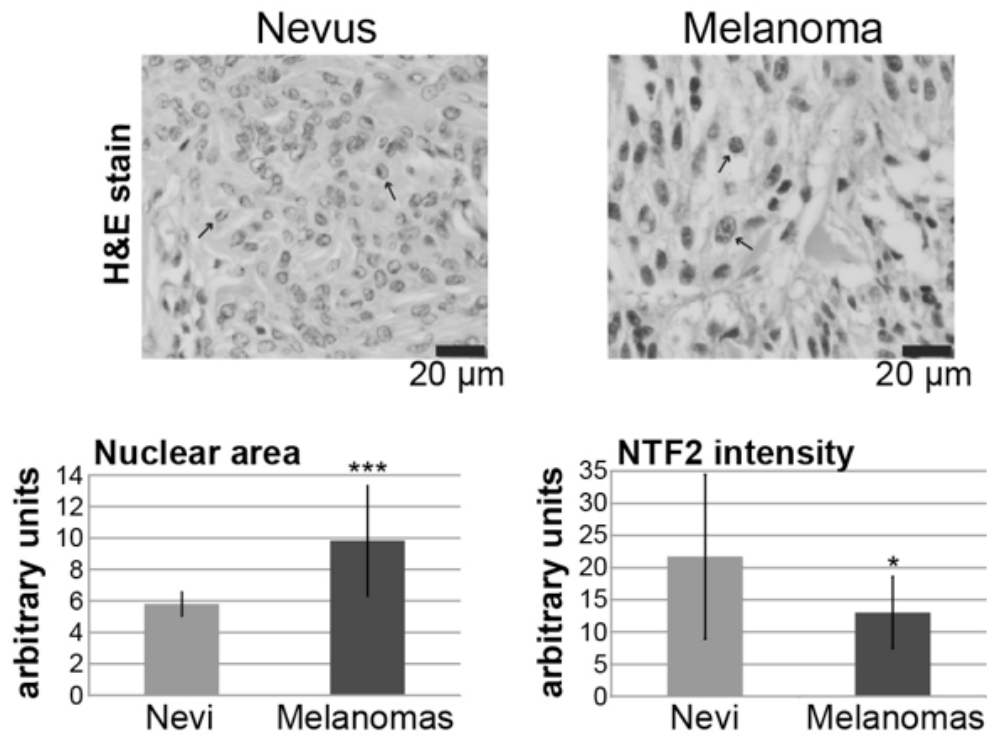 Nevus
Melanoma
H&E stain
20 µm
20 µm
Nuclear area
***
arbitrary units
14
12
10
8
6
4
2
0
Nevi
Melanomas
NTF2 intensity
*
arbitrary units
35
30
25
20
15
10
5
0
Nevi
Melanomas